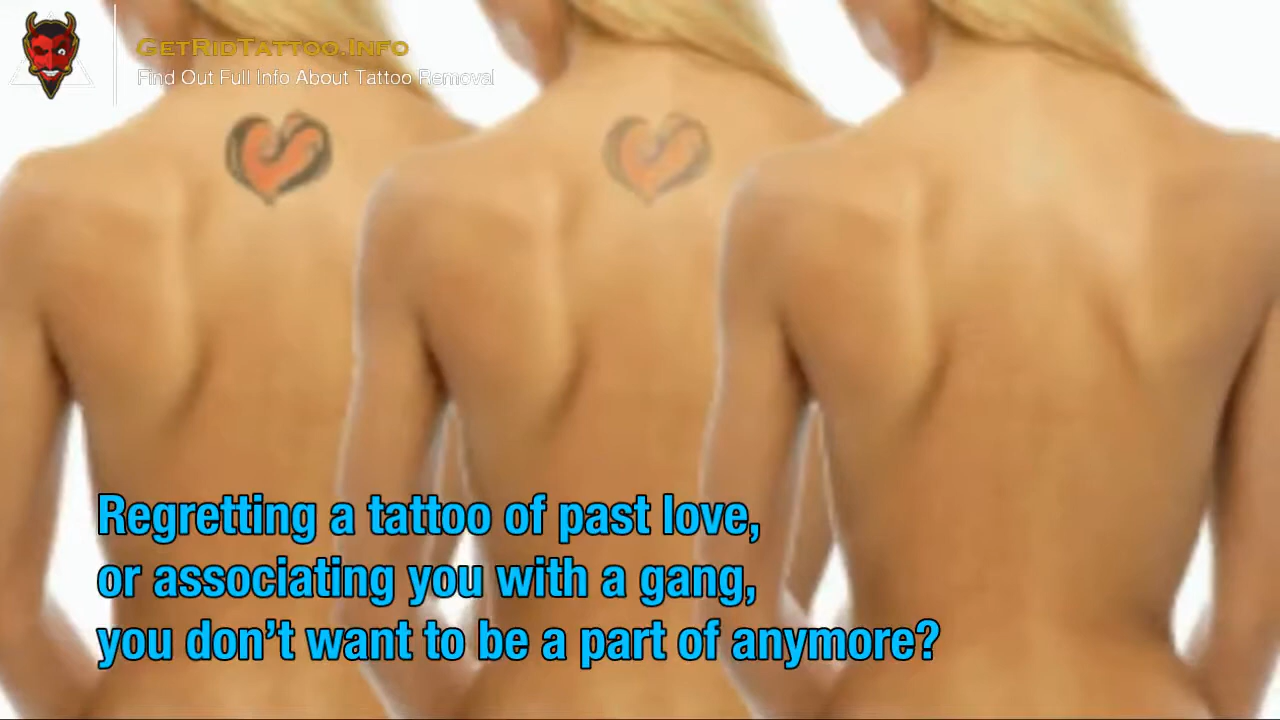 GetRidTattoo.Info
Find Out Full Info About Tattoo Removal
Regretting a tattoo of past love,
or associating you with a gang,
you don’t want to be a part of anymore?